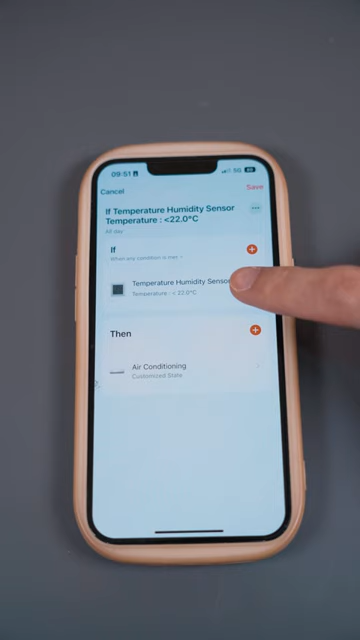 09:51
5G
Cancel
Save
If Temperature Humidity Sensor
Temperature : <22.0°C
All day
If
When any condition is met
Temperature Humidity Sensor
Temperature : < 22.0°C
Then
Air Conditioning
Customized State